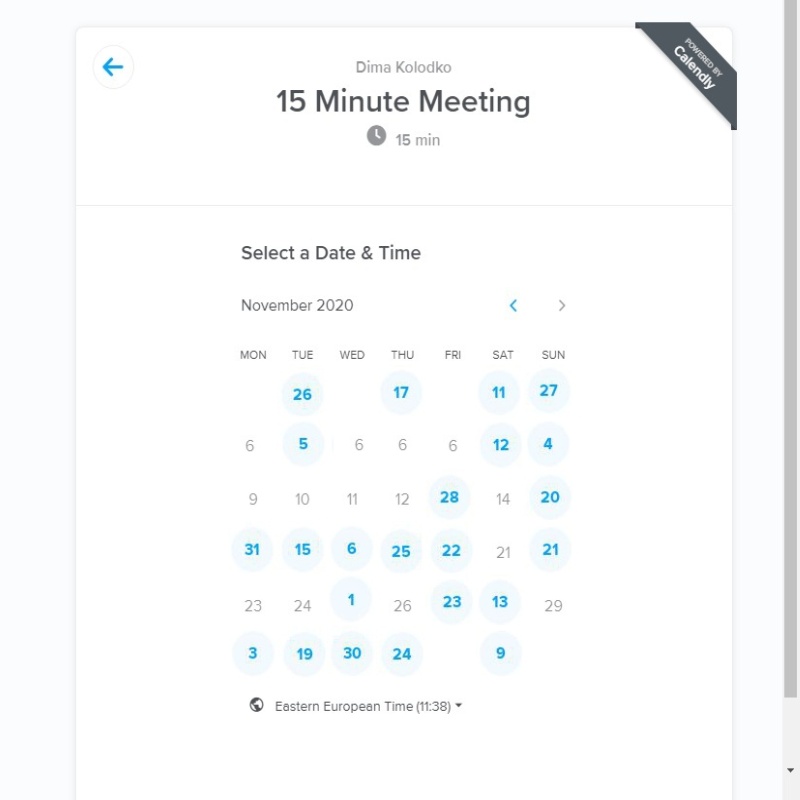 Dima Kolodko
POWERED BY
Calendly
15 Minute Meeting
15 min
Select a Date & Time
November 2020
MON TUE WED THU FRI SAT SUN
26 17 11 27
6 5 6 6 6 12 4
9 10 11 12 28 14 20
31 15 6 25 22 21 21
23 24 1 26 23 13 29
3 19 30 24 9
Eastern European Time (11:38)